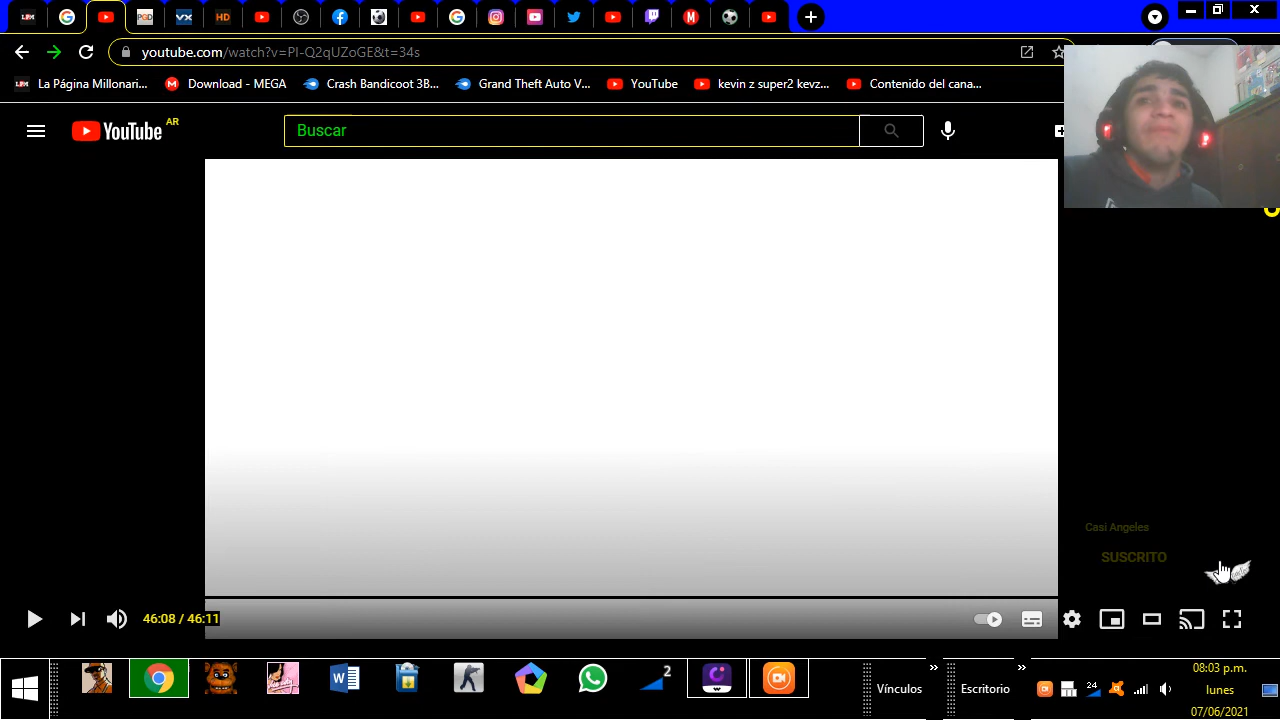 youtube.com/watch?v=PI-Q2qUZoGE&t=34s
La Página Millonari...
Download - MEGA
Crash Bandicoot 3B...
Grand Theft Auto V...
YouTube
kevin z super2 kevz...
Contenido del cana...
YouTube AR
Buscar
Casi Angeles
SUSCRITO
46:08 / 46:11
2
Vínculos
Escritorio
24
08:03 p.m.
lunes
07/06/2021